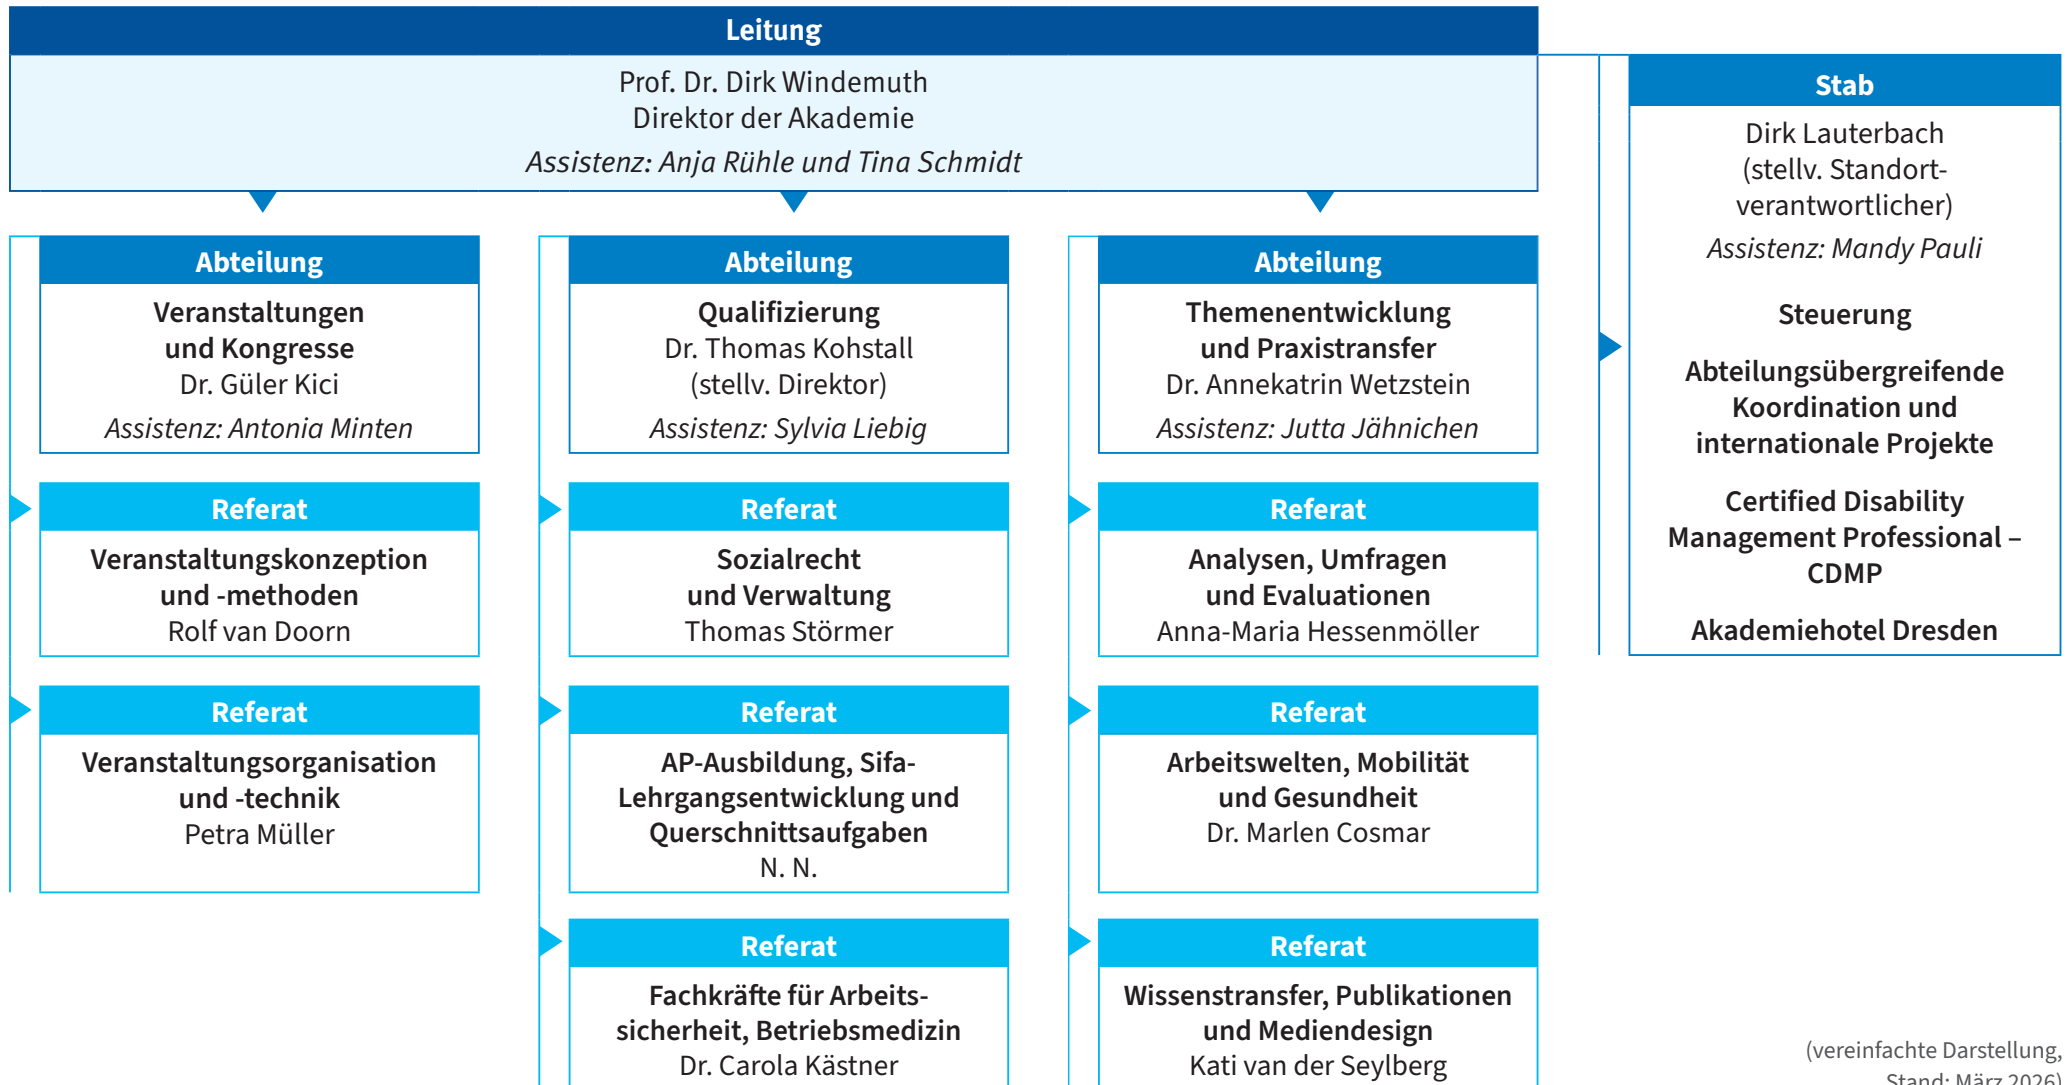 Leitung
Prof. Dr. Dirk Windemuth
Direktor der Akademie
Assistenz: Anja Rühle und Tina Schmidt
Stab
Dirk Lauterbach
(stellv. Standort-
verantwortlicher)
Assistenz: Mandy Pauli
Steuerung
Abteilungsübergreifende
Koordination und
internationale Projekte
Certified Disability
Management Professional –
CDMP
Akademiehotel Dresden
Abteilung
Veranstaltungen
und Kongresse
Dr. Güler Kici
Assistenz: Antonia Minten
Referat
Veranstaltungskonzeption
und -methoden
Rolf van Doorn
Referat
Veranstaltungsorganisation
und -technik
Petra Müller
Abteilung
Qualifizierung
Dr. Thomas Kohstall
(stellv. Direktor)
Assistenz: Sylvia Liebig
Referat
Sozialrecht
und Verwaltung
Thomas Störmer
Referat
AP-Ausbildung, Sifa-
Lehrgangsentwicklung und
Querschnittsaufgaben
N. N.
Referat
Fachkräfte für Arbeits-
sicherheit, Betriebsmedizin
Dr. Carola Kästner
Abteilung
Themenentwicklung
und Praxistransfer
Dr. Annekatrin Wetzstein
Assistenz: Jutta Jähnichen
Referat
Analysen, Umfragen
und Evaluationen
Anna-Maria Hessenmöller
Referat
Arbeitswelten, Mobilität
und Gesundheit
Dr. Marlen Cosmar
Referat
Wissenstransfer, Publikationen
und Mediendesign
Kati van der Seylberg
(vereinfachte Darstellung,
Stand: März 2026)